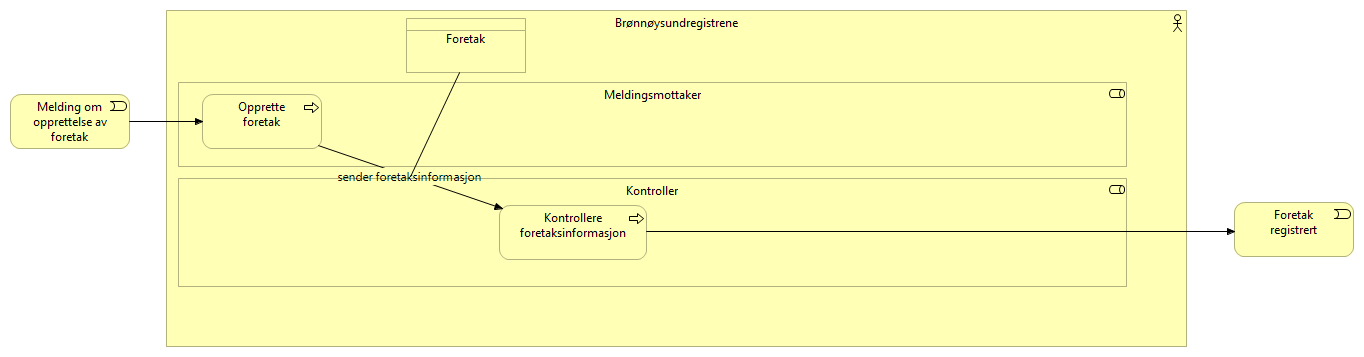 Brønnøysundregistrene
Foretak
Meldingsmottaker
Melding om
opprettelse av
foretak
Opprette
foretak
sender foretaksinformasjon
Kontroller
Kontrollere
foretaksinformasjon
Foretak
registrert